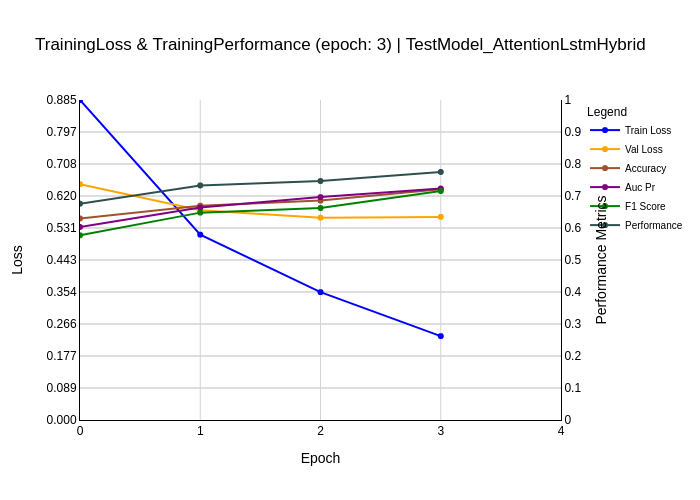 TrainingLoss & TrainingPerformance (epoch: 3) | TestModel_AttentionLstmHybrid
0.885
0.797
0.708
0.620
0.531
0.443
0.354
0.266
0.177
0.089
0.000
Loss
0
1
2
3
4
Epoch
1
0.9
0.8
0.7
0.6
0.5
0.4
0.3
0.2
0.1
0
Performance Metrics
Legend
Train Loss
Val Loss
Accuracy
Auc Pr
F1 Score
Performance